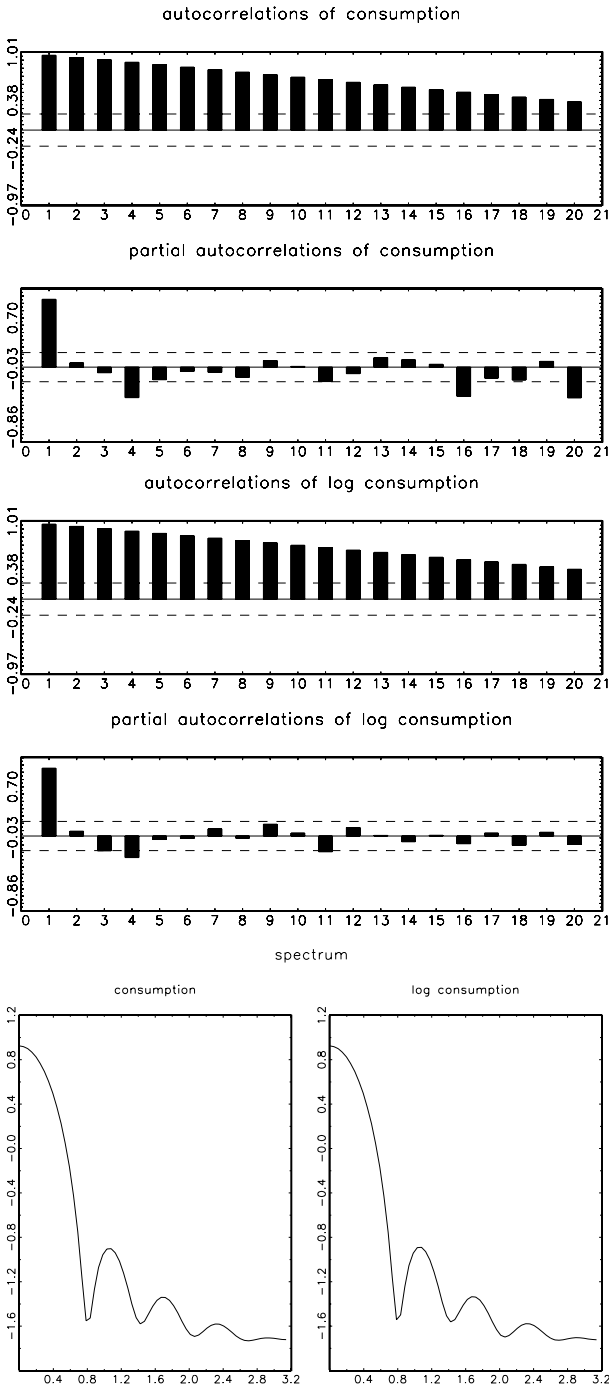 autocorrelations of consumption
1.01
0.38
-0.24
-0.97
0 1 2 3 4 5 6 7 8 9 10 11 12 13 14 15 16 17 18 19 20 21
partial autocorrelations of consumption
0.70
-0.03
-0.86
0 1 2 3 4 5 6 7 8 9 10 11 12 13 14 15 16 17 18 19 20 21
autocorrelations of log consumption
1.01
0.38
-0.24
-0.97
0 1 2 3 4 5 6 7 8 9 10 11 12 13 14 15 16 17 18 19 20 21
partial autocorrelations of log consumption
0.70
-0.03
-0.86
0 1 2 3 4 5 6 7 8 9 10 11 12 13 14 15 16 17 18 19 20 21
spectrum
consumption
1.2
0.8
0.4
-0.0
-0.4
-0.8
-1.2
-1.6
0.4 0.8 1.2 1.6 2.0 2.4 2.8 3.2
log consumption
1.2
0.8
0.4
-0.0
-0.4
-0.8
-1.2
-1.6
0.4 0.8 1.2 1.6 2.0 2.4 2.8 3.2